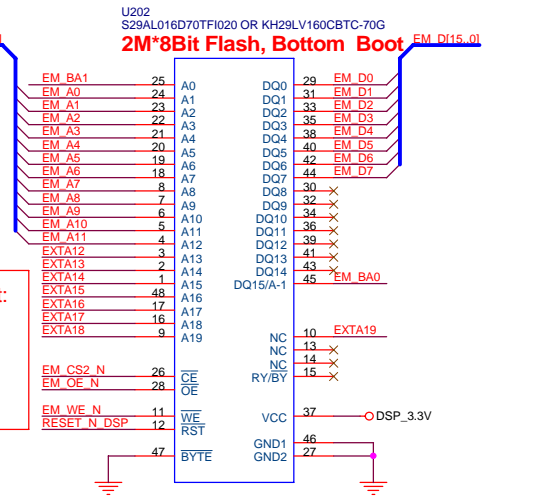 U202
S29AL016D70TFI020 OR KH29LV160CBTC-70G
2M*8Bit Flash, Bottom Boot
EM_D[15..0]
EM_BA1 25 A0 DQ0 29 EM_D0
EM_A0 24 A1 DQ1 31 EM_D1
EM_A1 23 A2 DQ2 33 EM_D2
EM_A2 22 A3 DQ3 35 EM_D3
EM_A3 21 A4 DQ4 38 EM_D4
EM_A4 20 A5 DQ5 40 EM_D5
EM_A5 19 A6 DQ6 42 EM_D6
EM_A6 18 A7 DQ7 44 EM_D7
EM_A7 8 A8 DQ8 30
EM_A8 7 A9 DQ9 32
EM_A9 6 A10 DQ10 34
EM_A10 5 A11 DQ11 36
EM_A11 4 A12 DQ12 39
EXTA12 3 A13 DQ13 41
EXTA13 2 A14 DQ14 43
EXTA14 1 A15 DQ15/A-1 45 EM_BA0
EXTA15 48 A16
EXTA16 17 A17
EXTA17 16 A18
EXTA18 9 A19 NC 10 EXTA19
NC 13
NC 14
EM_CS2_N 26 CE RY/BY 15
EM_OE_N 28 OE
EM_WE_N 11 WE VCC 37 DSP_3.3V
RESET_N_DSP 12 RST
GND1 46
47 BYTE GND2 27